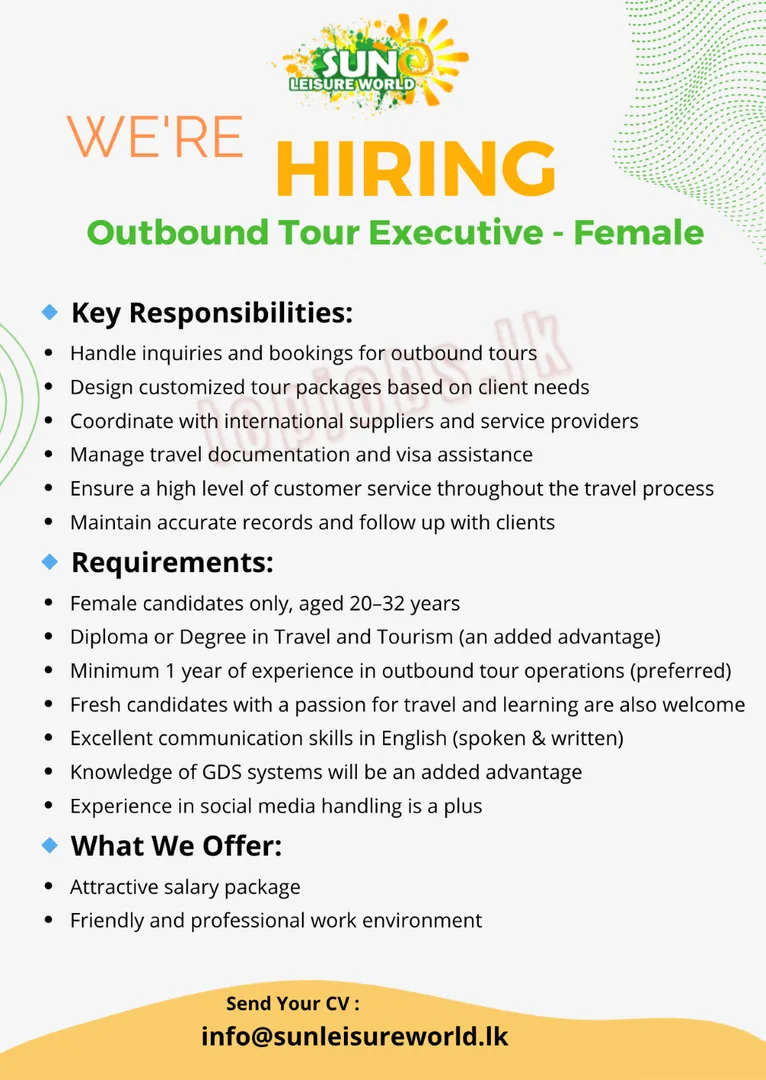 SUN
LEISURE WORLD
WE'RE
HIRING
Outbound Tour Executive - Female
Key Responsibilities:
• Handle inquiries and bookings for outbound tours
• Design customized tour packages based on client needs
• Coordinate with international suppliers and service providers
• Manage travel documentation and visa assistance
• Ensure a high level of customer service throughout the travel process
• Maintain accurate records and follow up with clients
Requirements:
• Female candidates only, aged 20–32 years
• Diploma or Degree in Travel and Tourism (an added advantage)
• Minimum 1 year of experience in outbound tour operations (preferred)
• Fresh candidates with a passion for travel and learning are also welcome
• Excellent communication skills in English (spoken & written)
• Knowledge of GDS systems will be an added advantage
• Experience in social media handling is a plus
What We Offer:
• Attractive salary package
• Friendly and professional work environment
Send Your CV :
info@sunleisureworld.lk
topjobs.lk